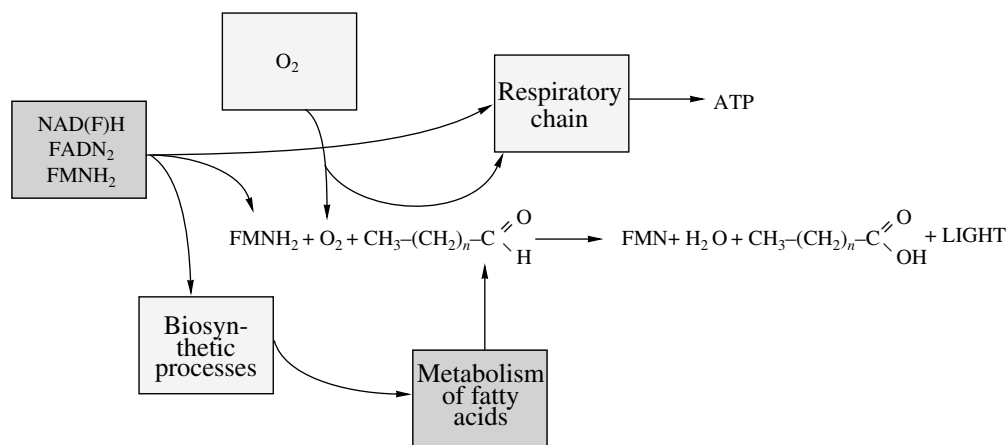 O₂
Respiratory
chain
ATP
NAD(F)H
FADN₂
FMNH₂
FMNH₂ + O₂ + CH₃–(CH₂)ₙ–C O H
FMN+ H₂O + CH₃–(CH₂)ₙ–C O OH + LIGHT
Biosyn-
thetic
processes
Metabolism
of fatty
acids